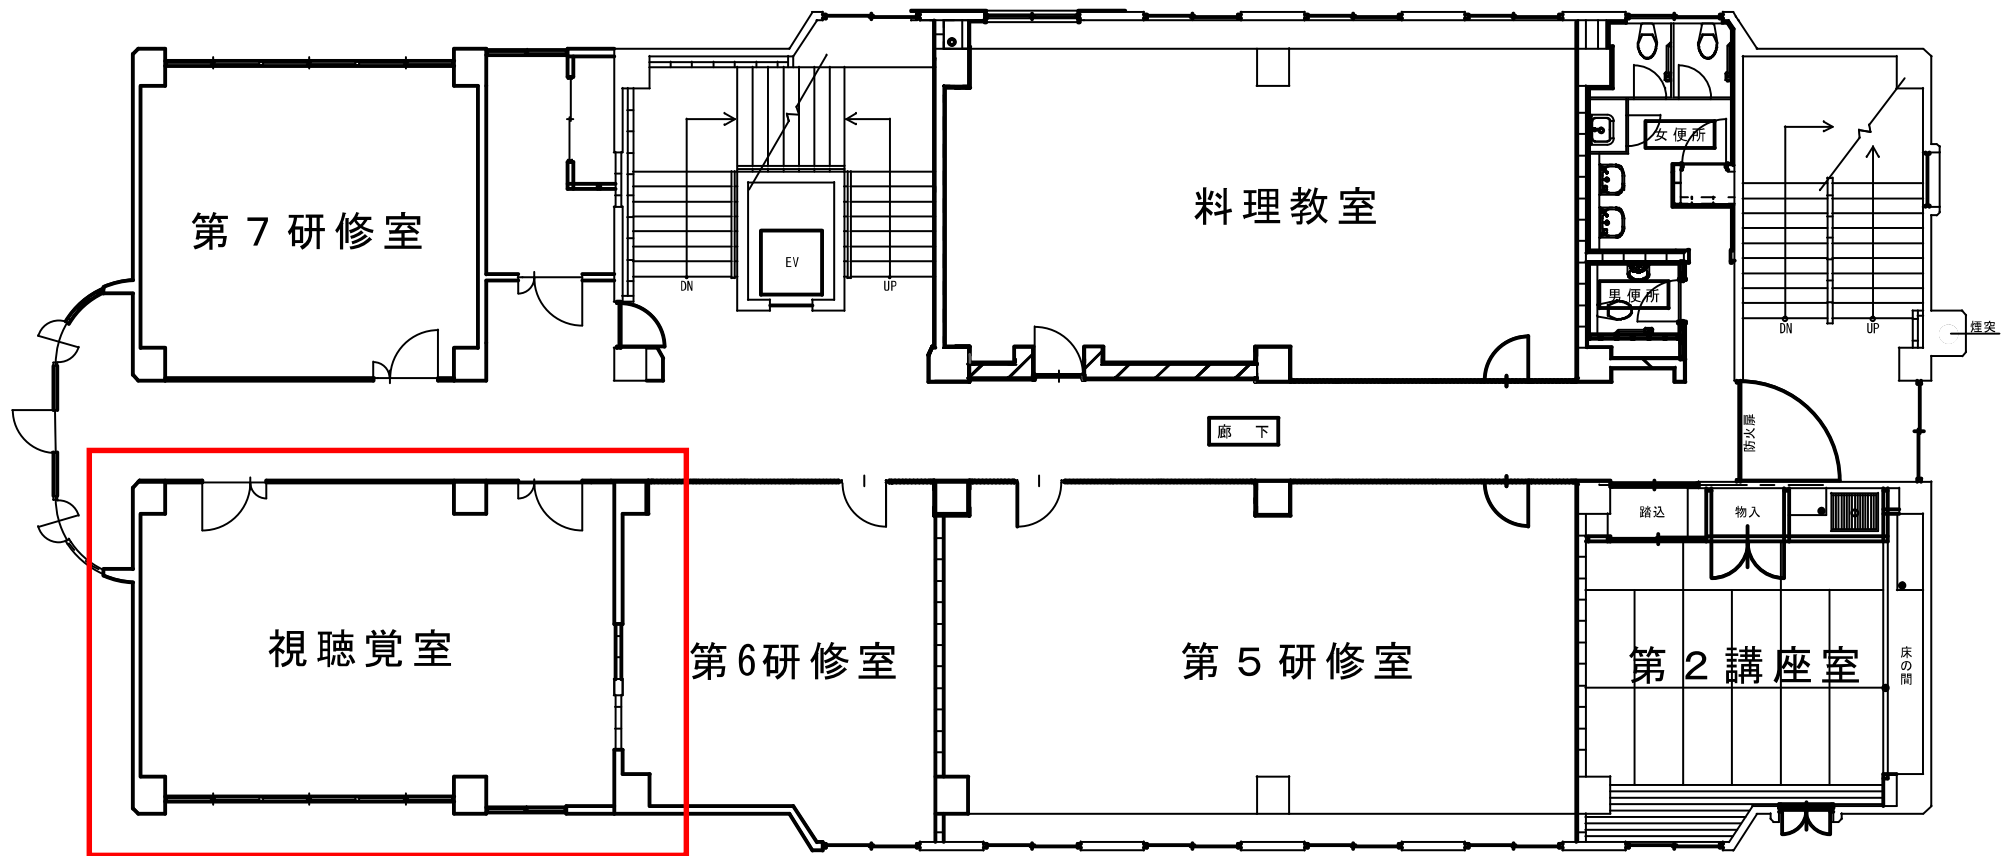 女便所
料理教室
第7研修室
EV
DN
UP
男便所
DN
UP
煙突
廊下
防火扉
踏込
物入
視聴覚室
第6研修室
第5研修室
第2講座室
床の間